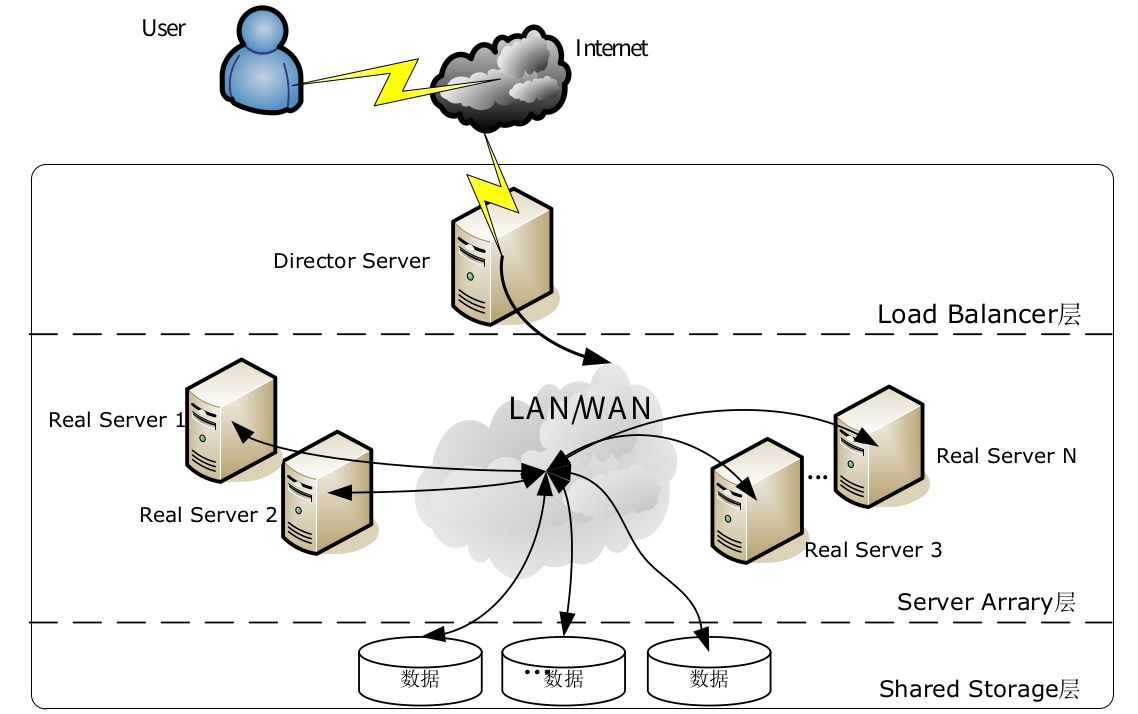 User
Internet
Director Server
Load Balancer层
LAN/WAN
Real Server 1
Real Server N
...
Real Server 2
Real Server 3
Server Arrary层
...
数据
数据
数据
Shared Storage层